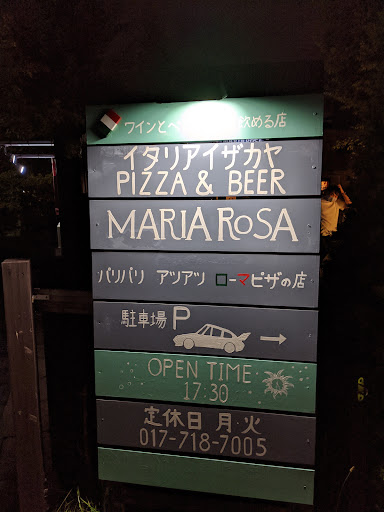 ワインとベ 飲める店
イタリアイザカヤ
PIZZA & BEER
MARIA ROSA
パリパリ アツアツ ローマピザの店
駐車場 P →
OPEN TIME
17:30
定休日 月火
017-718-7005